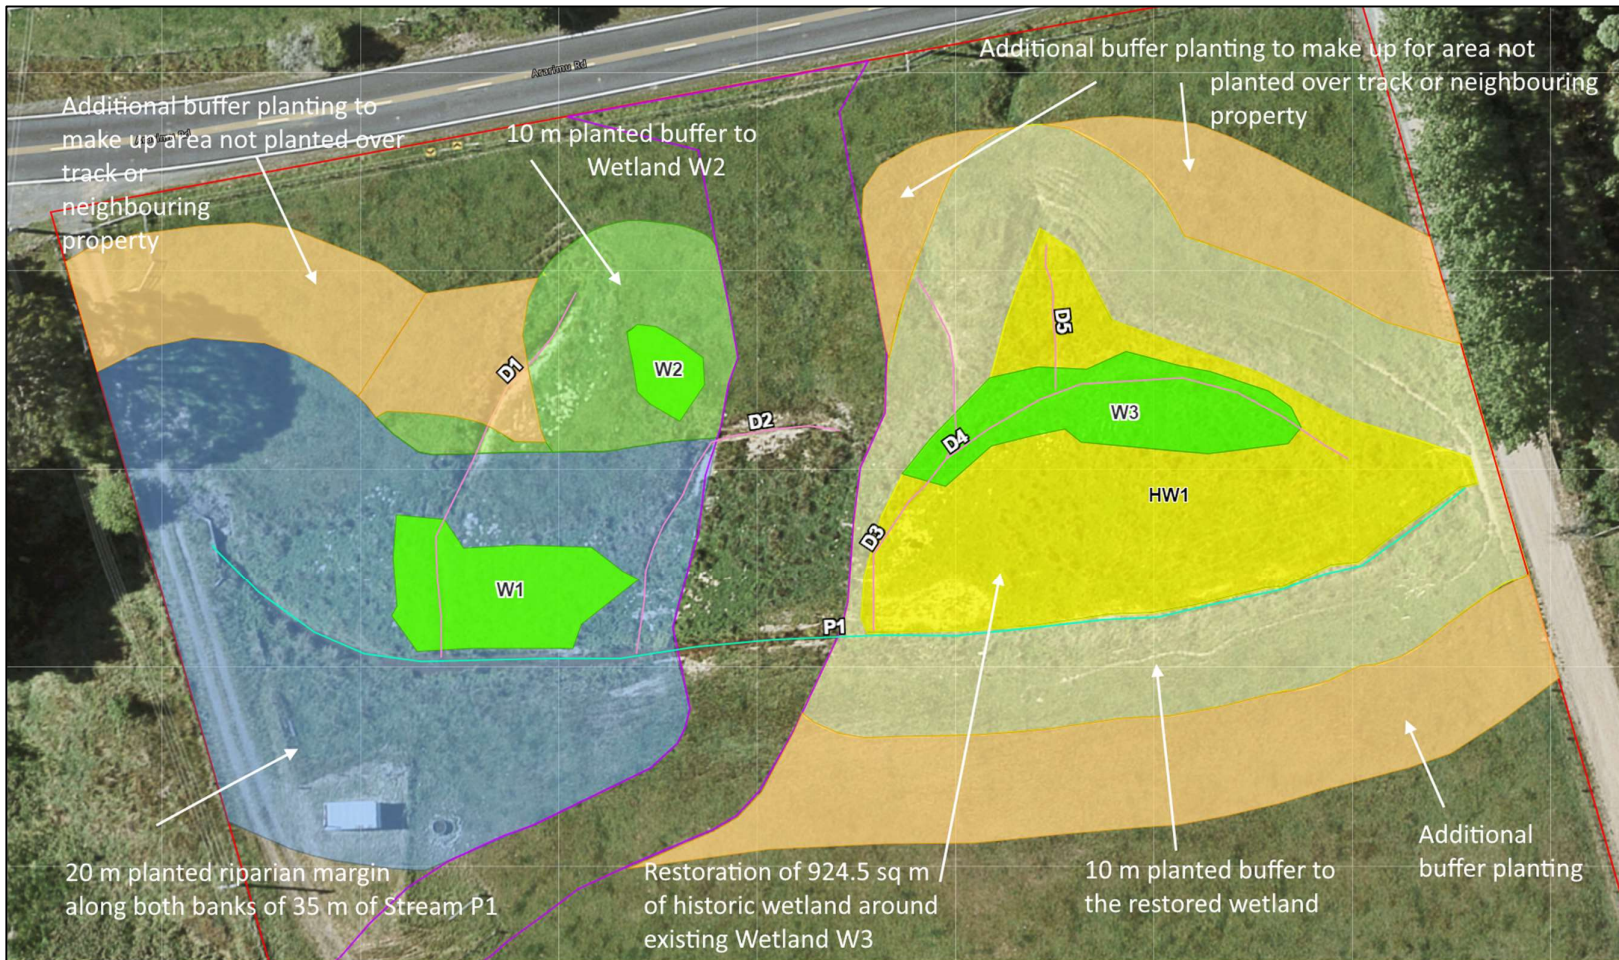 Ararimu Rd
Additional buffer planting to make up for area not
planted over track or neighbouring
property
Additional buffer planting to
make up area not planted over
track or
neighbouring
property
10 m planted buffer to
Wetland W2
D5
D1
W2
D2
W3
D4
HW1
D3
W1
P1
20 m planted riparian margin
along both banks of 35 m of Stream P1
Restoration of 924.5 sq m
of historic wetland around
existing Wetland W3
10 m planted buffer to
the restored wetland
Additional
buffer planting